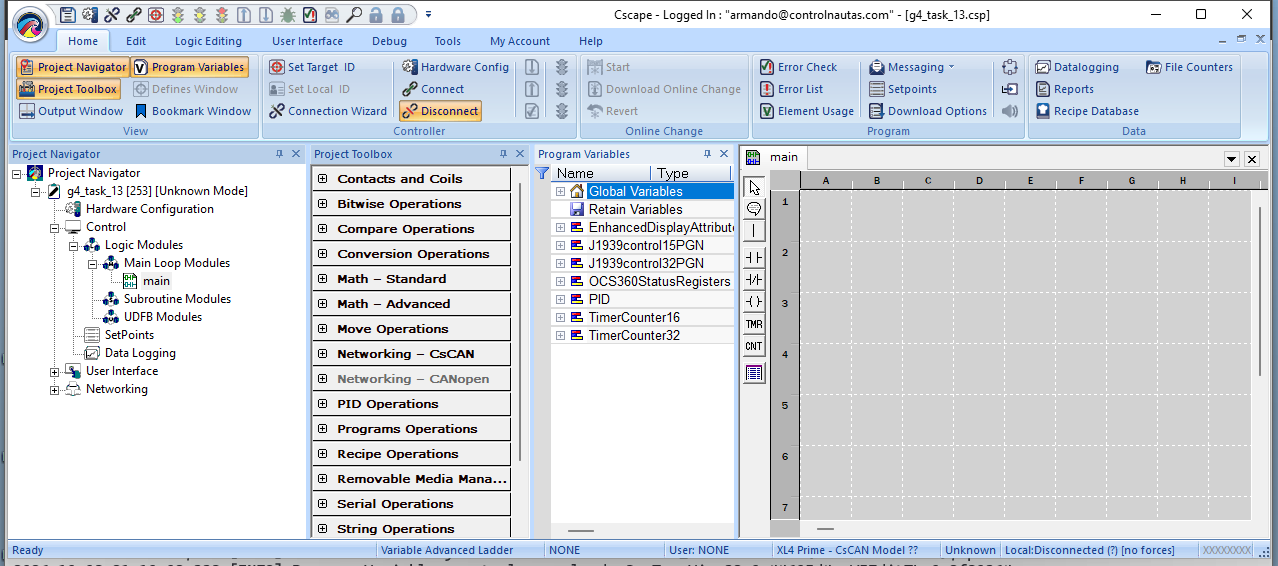 Cscape - Logged In : "armando@controlnautas.com" - [g4_task_13.csp]
Home Edit Logic Editing User Interface Debug Tools My Account Help
Project Navigator Program Variables Set Target ID Hardware Config Start Error Check Messaging Datalogging File Counters
Project Toolbox Defines Window Set Local ID Connect Download Online Change Error List Setpoints Reports
Output Window Bookmark Window Connection Wizard Disconnect Revert Element Usage Download Options Recipe Database
View Controller Online Change Program Data
Project Navigator
Project Navigator
g4_task_13 [253] [Unknown Mode]
Hardware Configuration
Control
Logic Modules
Main Loop Modules
main
Subroutine Modules
UDFB Modules
SetPoints
Data Logging
User Interface
Networking
Project Toolbox
Contacts and Coils
Bitwise Operations
Compare Operations
Conversion Operations
Math – Standard
Math – Advanced
Move Operations
Networking – CsCAN
Networking – CANopen
PID Operations
Programs Operations
Recipe Operations
Removable Media Mana...
Serial Operations
String Operations
Program Variables
Name Type
Global Variables
Retain Variables
EnhancedDisplayAttribut
J1939control15PGN
J1939control32PGN
OCS360StatusRegisters
PID
TimerCounter16
TimerCounter32
main
TMR
CNT
A B C D E F G H I
1
2
3
4
5
6
7
Ready Variable Advanced Ladder NONE User: NONE XL4 Prime - CsCAN Model ?? Unknown Local:Disconnected (?) [no forces] XXXXXXXX